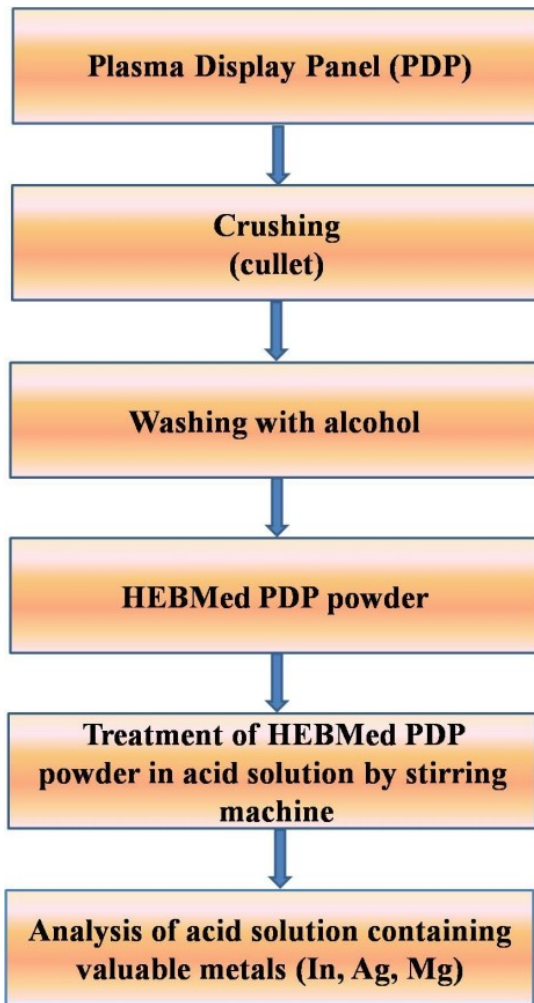 Plasma Display Panel (PDP)
Crushing
(cullet)
Washing with alcohol
HEBMed PDP powder
Treatment of HEBMed PDP
powder in acid solution by stirring
machine
Analysis of acid solution containing
valuable metals (In, Ag, Mg)